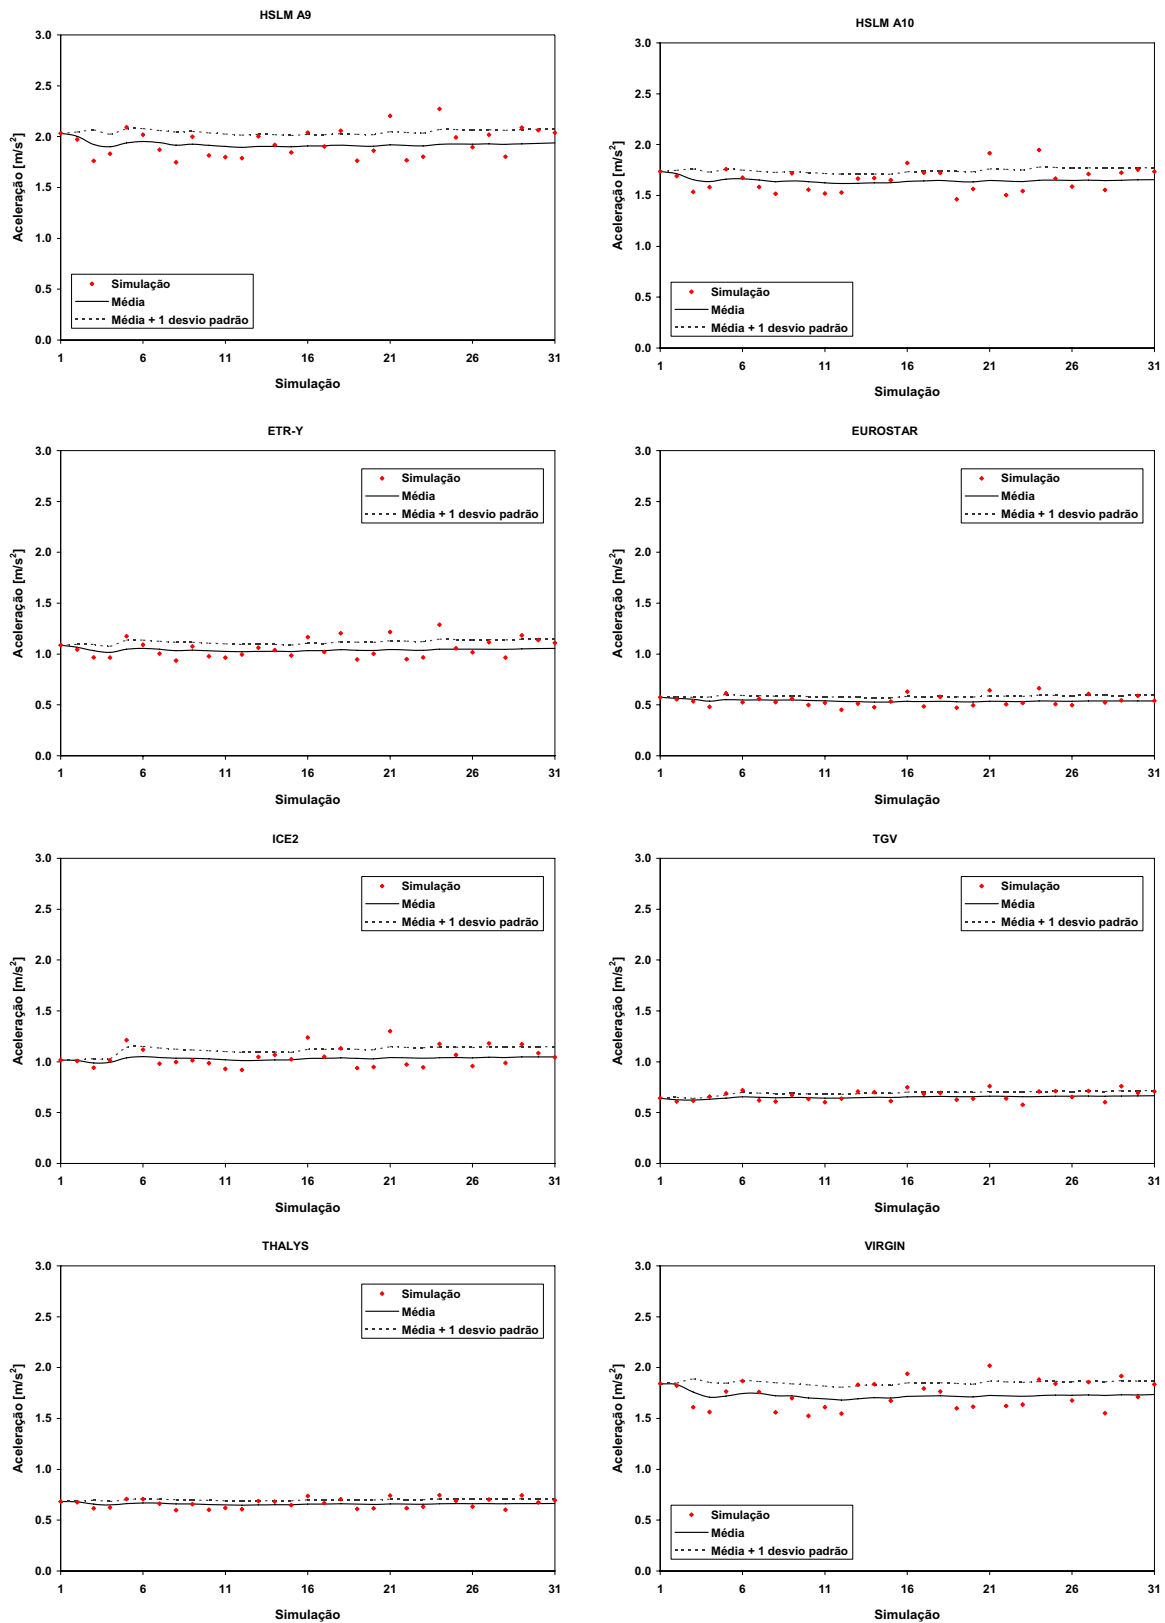 HSLM A9
3.0
2.5
2.0
1.5
1.0
0.5
0.0
Aceleração [m/s²]
Simulação
Média
Média + 1 desvio padrão
1 6 11 16 21 26 31
Simulação
HSLM A10
3.0
2.5
2.0
1.5
1.0
0.5
0.0
Aceleração [m/s²]
Simulação
Média
Média + 1 desvio padrão
1 6 11 16 21 26 31
Simulação
ETR-Y
3.0
2.5
2.0
1.5
1.0
0.5
0.0
Aceleração [m/s²]
Simulação
Média
Média + 1 desvio padrão
1 6 11 16 21 26 31
Simulação
EUROSTAR
3.0
2.5
2.0
1.5
1.0
0.5
0.0
Aceleração [m/s²]
Simulação
Média
Média + 1 desvio padrão
1 6 11 16 21 26 31
Simulação
ICE2
3.0
2.5
2.0
1.5
1.0
0.5
0.0
Aceleração [m/s²]
Simulação
Média
Média + 1 desvio padrão
1 6 11 16 21 26 31
Simulação
TGV
3.0
2.5
2.0
1.5
1.0
0.5
0.0
Aceleração [m/s²]
Simulação
Média
Média + 1 desvio padrão
1 6 11 16 21 26 31
Simulação
THALYS
3.0
2.5
2.0
1.5
1.0
0.5
0.0
Aceleração [m/s²]
Simulação
Média
Média + 1 desvio padrão
1 6 11 16 21 26 31
Simulação
VIRGIN
3.0
2.5
2.0
1.5
1.0
0.5
0.0
Aceleração [m/s²]
Simulação
Média
Média + 1 desvio padrão
1 6 11 16 21 26 31
Simulação